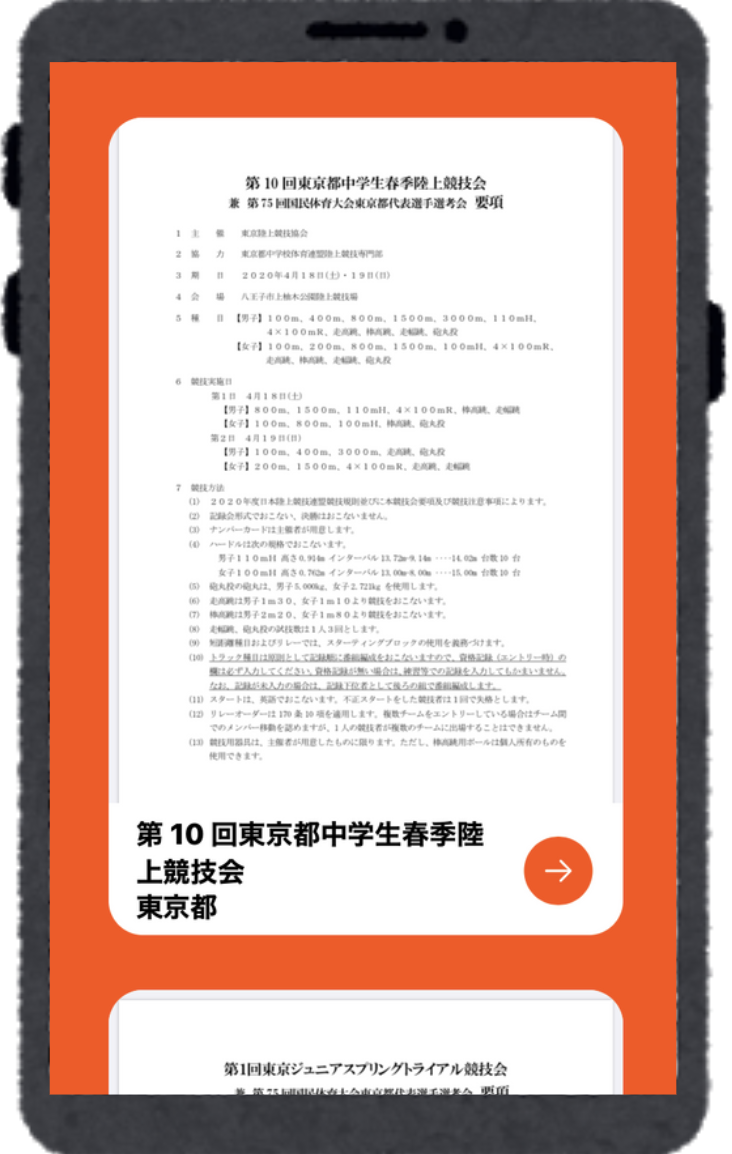 第 10 回東京都中学生春季陸上競技会
兼 第 75 回国民体育大会東京都代表選手選考会 要項
1 主 催 東京陸上競技協会
2 協 力 東京都中学校体育連盟陸上競技専門部
3 期 日 2020年4月18日(土)・19日(日)
4 会 場 八王子市上柚木公園陸上競技場
5 種 目 【男子】100m、400m、800m、1500m、3000m、110mH、
4×100mR、走高跳、棒高跳、走幅跳、砲丸投
【女子】100m、200m、800m、1500m、100mH、4×100mR、
走高跳、棒高跳、走幅跳、砲丸投
6 競技実施日
第1日 4月18日(土)
【男子】800m、1500m、110mH、4×100mR、棒高跳、走幅跳
【女子】100m、800m、100mH、棒高跳、砲丸投
第2日 4月19日(日)
【男子】100m、400m、3000m、走高跳、砲丸投
【女子】200m、1500m、4×100mR、走高跳、走幅跳
7 競技方法
(1) 2020年度日本陸上競技連盟競技規則並びに本競技会要項及び競技注意事項によります。
(2) 記録会形式でおこない、決勝はおこないません。
(3) ナンバーカードは主催者が用意します。
(4) ハードルは次の規格でおこないます。
男子110mH 高さ0.914m インターバル 13.72m-9.14m ････14.02m 台数 10 台
女子100mH 高さ0.762m インターバル 13.00m-8.00m ････15.00m 台数 10 台
(5) 砲丸投の砲丸は、男子5.000kg、女子2.721kg を使用します。
(6) 走高跳は男子1m30、女子1m10より競技をおこないます。
(7) 棒高跳は男子2m20、女子1m80より競技をおこないます。
(8) 走幅跳、砲丸投の試技数は1人3回とします。
(9) 短距離種目およびリレーでは、スターティングブロックの使用を義務づけます。
(10) トラック種目は原則として記録順に番組編成をおこないますので、資格記録（エントリー時）の
欄は必ず入力してください。資格記録が無い場合は、練習等での記録を入力してもかまいません。
なお、記録が未入力の場合は、記録下位者として後ろの組で番組編成します。
(11) スタートは、英語でおこないます。不正スタートをした競技者は1回で失格とします。
(12) リレーオーダーは 170 条 10 項を適用します。複数チームをエントリーしている場合はチーム間
でのメンバー移動を認めますが、1人の競技者が複数のチームに出場することはできません。
(13) 競技用器具は、主催者が用意したものに限ります。ただし、棒高跳用ポールは個人所有のものを
使用できます。
第 10 回東京都中学生春季陸
上競技会
東京都
第1回東京ジュニアスプリングトライアル競技会
兼 第 75 回国民体育大会東京都代表選手選考会 要項